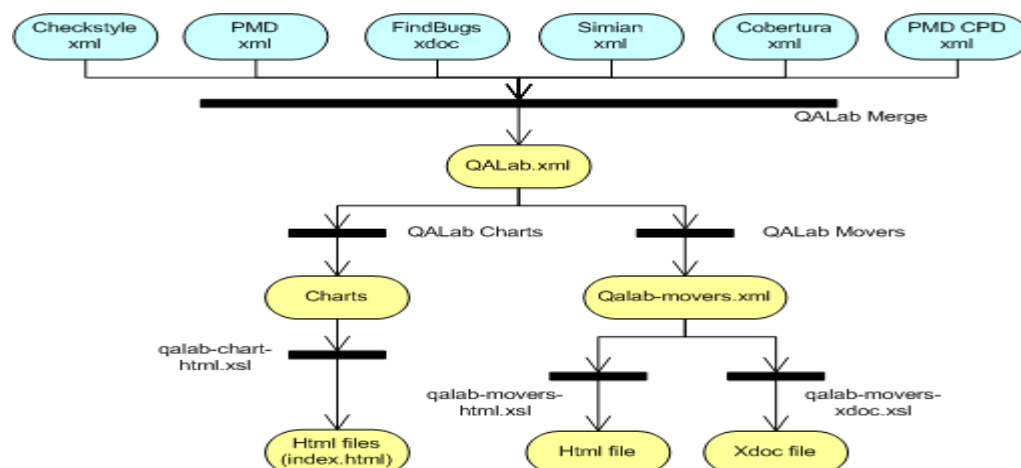 Checkstyle
xml
PMD
xml
FindBugs
xdoc
Simian
xml
Cobertura
xml
PMD CPD
xml
QALab Merge
QALab.xml
QALab Charts
QALab Movers
Charts
Qalab-movers.xml
qalab-chart-
html.xsl
qalab-movers-
html.xsl
qalab-movers-
xdoc.xsl
Html files
(index.html)
Html file
Xdoc file